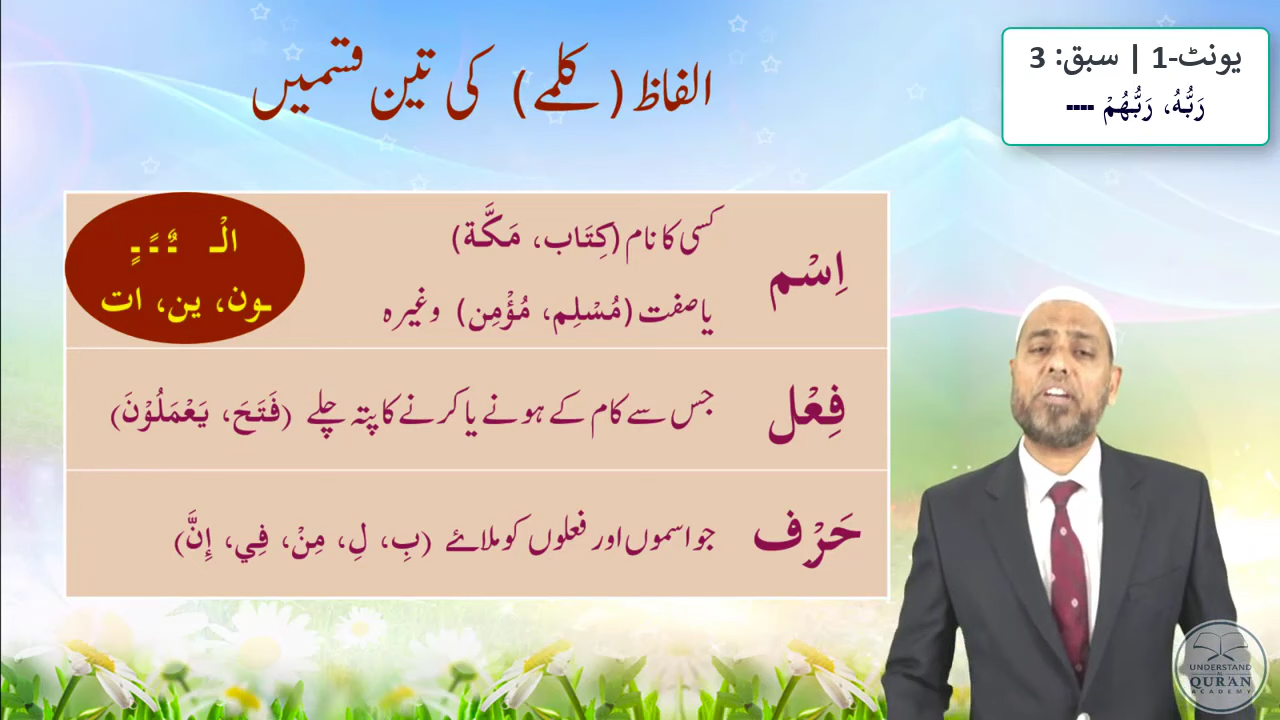 الفاظ (کلمے) کی تین قسمیں
یونٹ-1 | سبق: 3
رَبُّهُ، رَبُّهُمْ ----
اِسْم
کسی کا نام (كِتَاب، مَكَّة)
یا صفت (مُسْلِم، مُؤْمِن) وغیرہ
الْـ ـٌ ـً ـٍ
ـون، ین، ات
فِعْل
جس سے کام کے ہونے یا کرنے کا پتہ چلے (فَتَحَ، يَعْمَلُوْنَ)
حَرْف
جو اسموں اور فعلوں کو ملائے (بِ، لِ، مِنْ، فِي، إِنَّ)
UNDERSTAND
AL
QURAN
ACADEMY